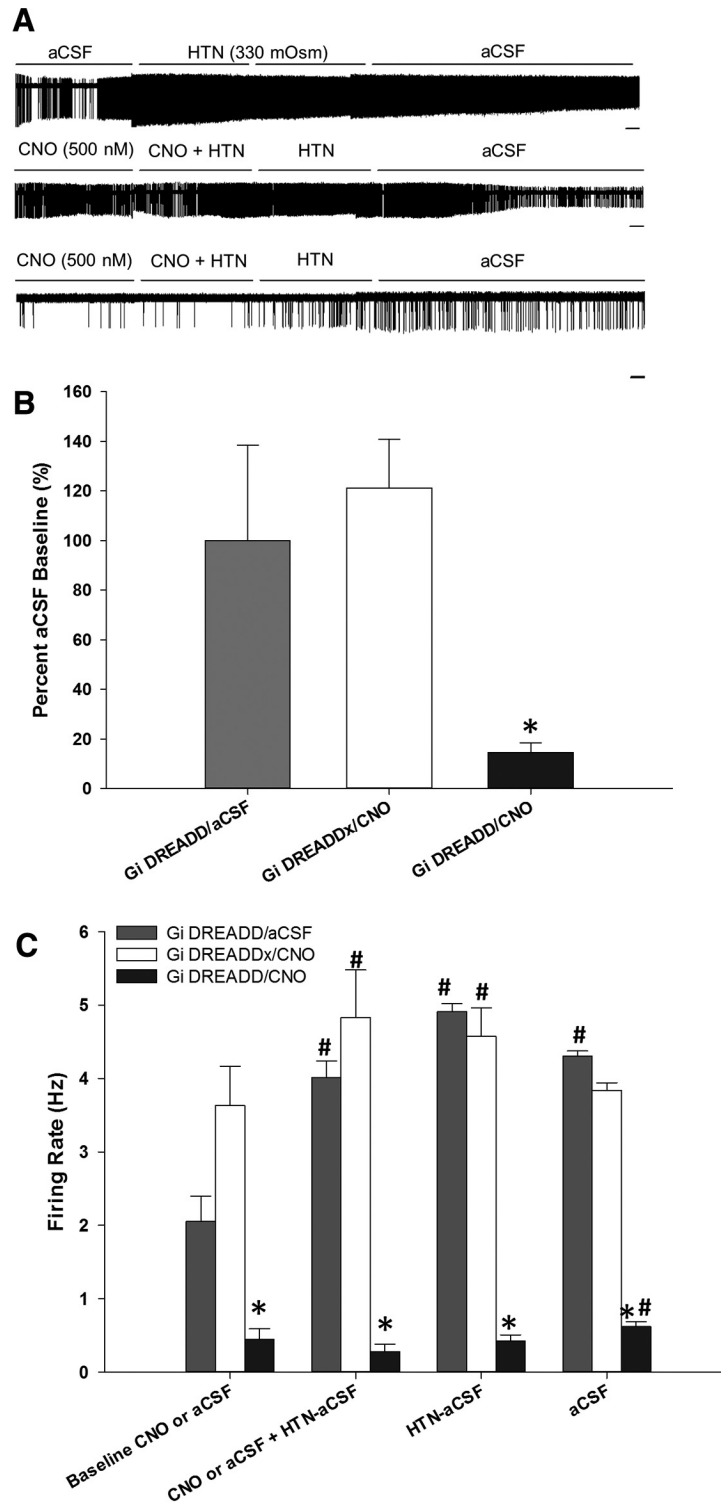 A
aCSF HTN (330 mOsm) aCSF
CNO (500 nM) CNO + HTN HTN aCSF
CNO (500 nM) CNO + HTN HTN aCSF
B
Percent aCSF Baseline (%)
160
140
120
100
80
60
40
20
0
*
Gi DREADD/aCSF
Gi DREADDx/CNO
Gi DREADD/CNO
C
Gi DREADD/aCSF
Gi DREADDx/CNO
Gi DREADD/CNO
Firing Rate (Hz)
6
5
4
3
2
1
0
# # # # #
* * * * #
Baseline CNO or aCSF
CNO or aCSF + HTN-aCSF
HTN-aCSF
aCSF